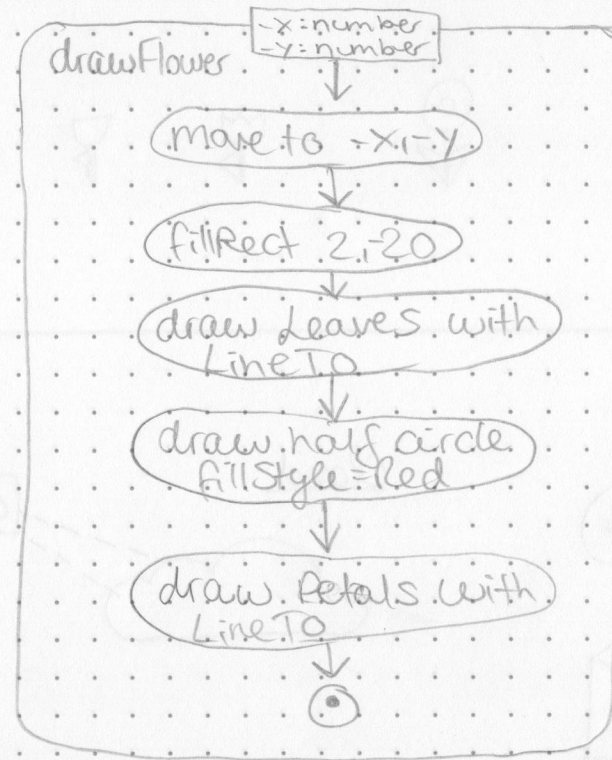 -x:number
-y:number
drawFlower
move to -x,-y
fillRect 2,-20
draw Leaves with
LineTO
draw half circle
fillStyle=Red
draw Petals with
LineTO